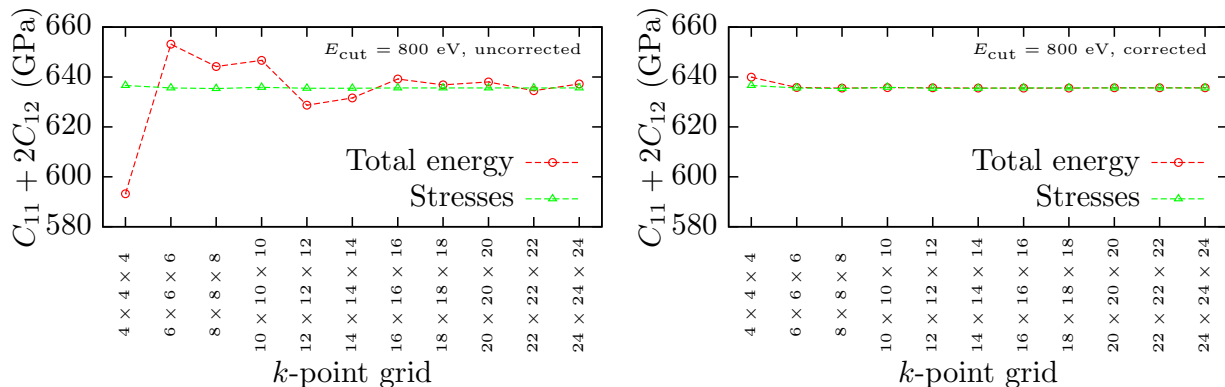 C₁₁ + 2C₁₂ (GPa)
660
640
620
600
580
E_cut = 800 eV, uncorrected
Total energy
Stresses
4 × 4 × 4
6 × 6 × 6
8 × 8 × 8
10 × 10 × 10
12 × 12 × 12
14 × 14 × 14
16 × 16 × 16
18 × 18 × 18
20 × 20 × 20
22 × 22 × 22
24 × 24 × 24
k-point grid
C₁₁ + 2C₁₂ (GPa)
660
640
620
600
580
E_cut = 800 eV, corrected
Total energy
Stresses
4 × 4 × 4
6 × 6 × 6
8 × 8 × 8
10 × 10 × 10
12 × 12 × 12
14 × 14 × 14
16 × 16 × 16
18 × 18 × 18
20 × 20 × 20
22 × 22 × 22
24 × 24 × 24
k-point grid